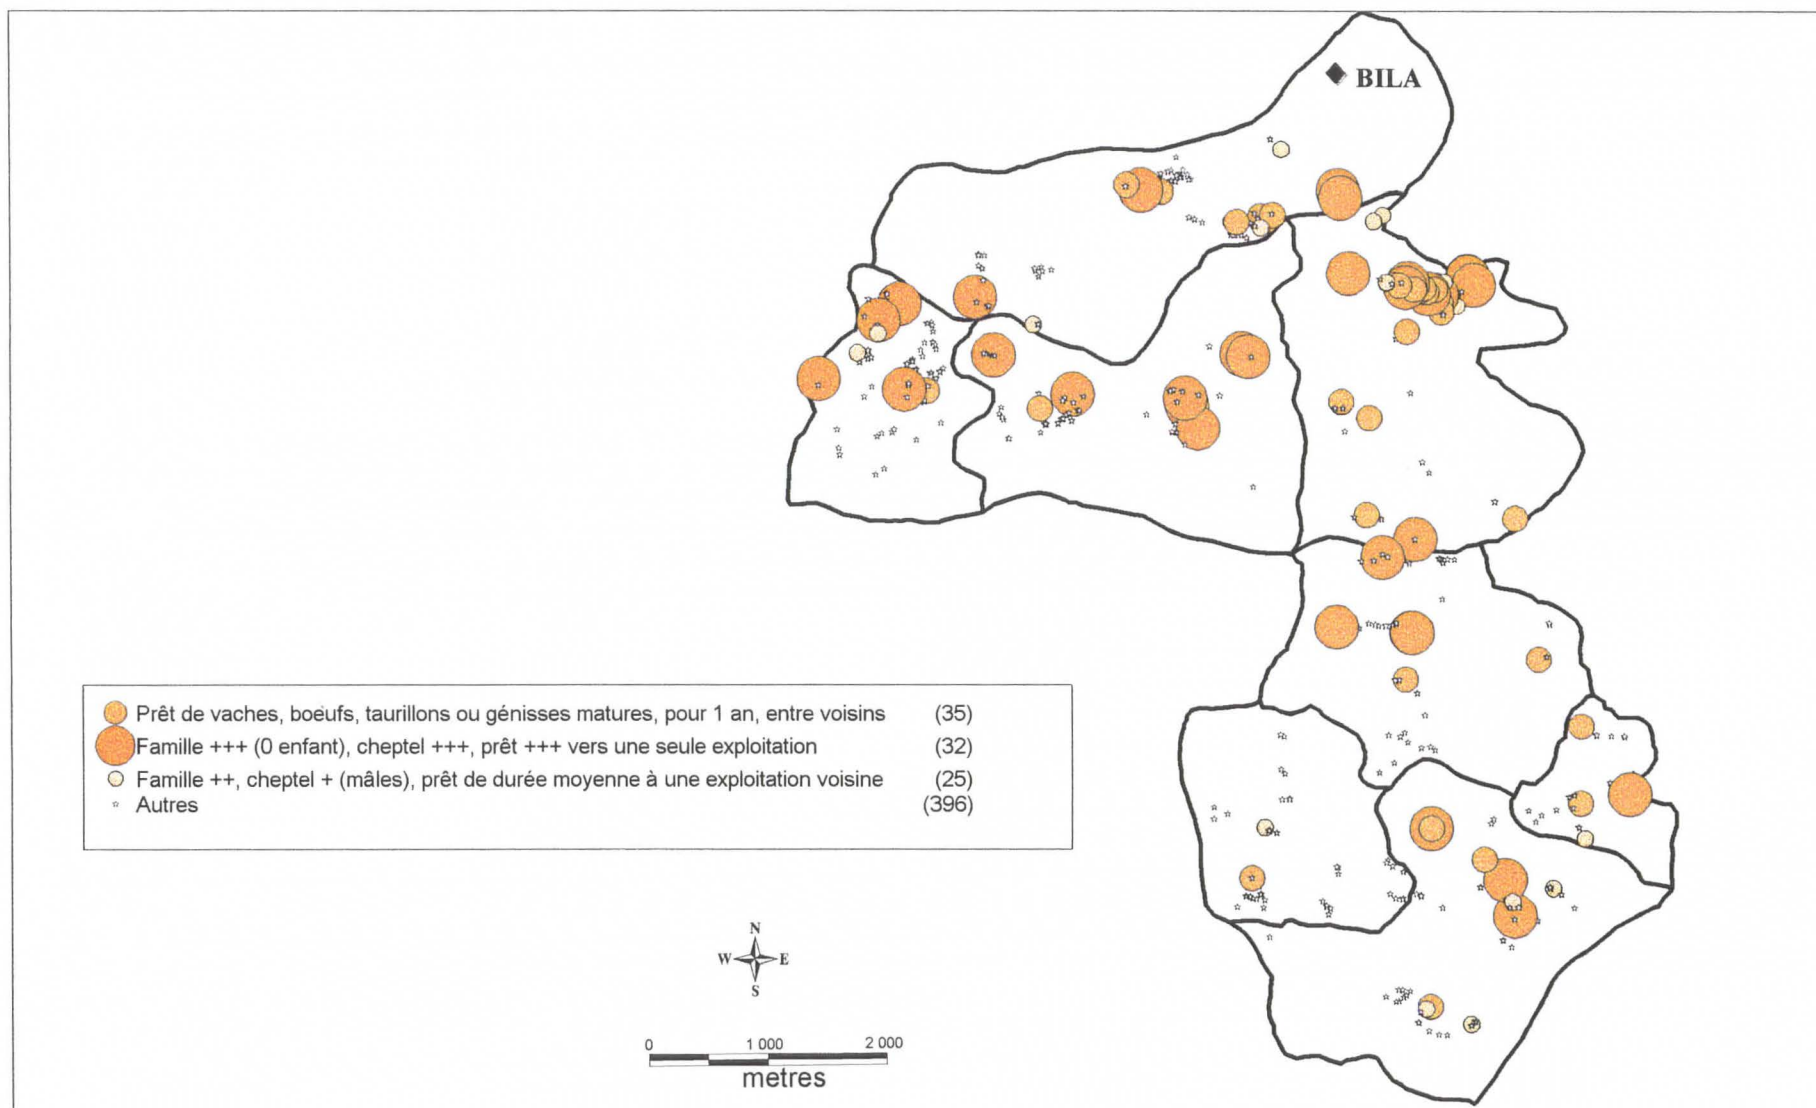 BILA
Prêt de vaches, boeufs, taurillons ou génisses matures, pour 1 an, entre voisins (35)
Famille +++ (0 enfant), cheptel +++, prêt +++ vers une seule exploitation (32)
Famille ++, cheptel + (mâles), prêt de durée moyenne à une exploitation voisine (25)
Autres (396)
N
W E
S
0 1 000 2 000
metres